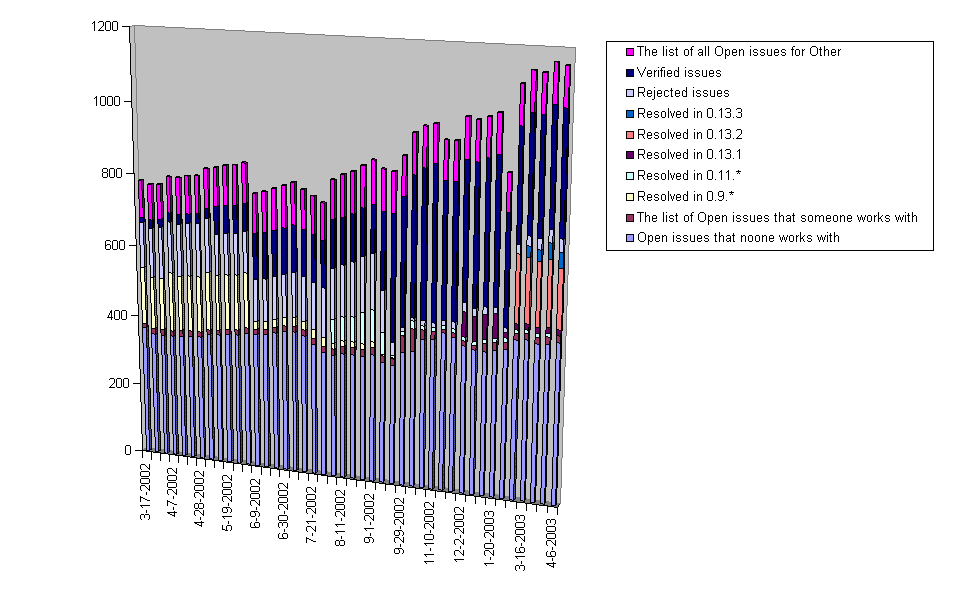 1200
1000
800
600
400
200
0
3-17-2002
4-7-2002
4-28-2002
5-19-2002
6-9-2002
6-30-2002
7-21-2002
8-11-2002
9-1-2002
9-29-2002
11-10-2002
12-2-2002
1-20-2003
3-16-2003
4-6-2003
The list of all Open issues for Other
Verified issues
Rejected issues
Resolved in 0.13.3
Resolved in 0.13.2
Resolved in 0.13.1
Resolved in 0.11.*
Resolved in 0.9.*
The list of Open issues that someone works with
Open issues that noone works with